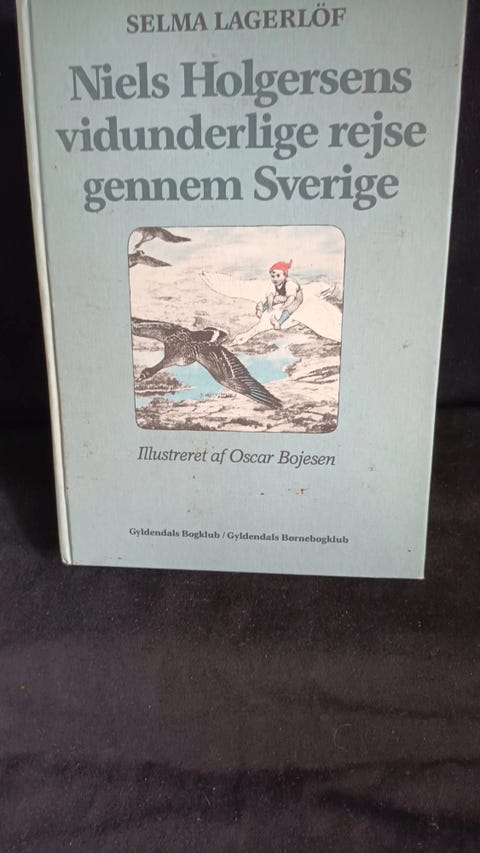 SELMA LAGERLÖF
Niels Holgersens
vidunderlige rejse
gennem Sverige
Illustreret af Oscar Bojesen
Gyldendals Bogklub / Gyldendals Børnebogklub